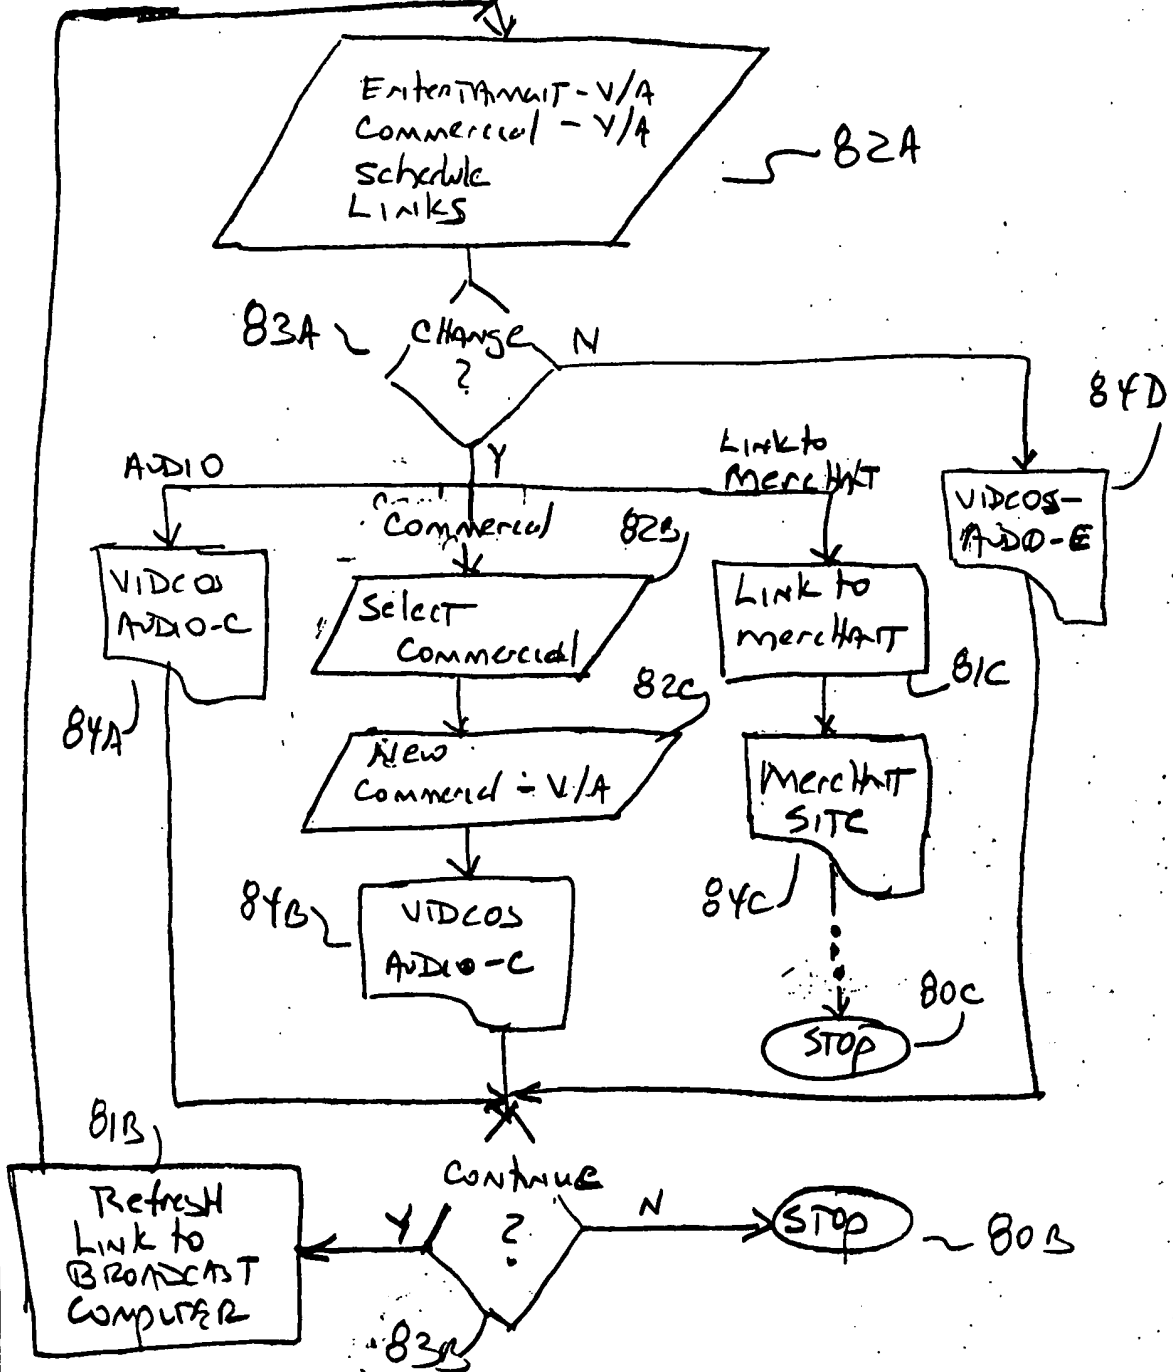 Entertainment - V/A
Commercial - V/A
Schedule
LINKS
82A
83A
CHANGE
?
N
84D
Y
AUDIO
Link to
MercHANT
Commercial
82B
VIDEOS-
AUDIO-E
VIDEOS
AUDIO-C
84A
Select
Commercial
Link to
mercHANT
81C
82C
New
Commercial - V/A
MercHANT
SITE
84C
84B
VIDEOS
AUDIO-C
80C
STOP
81B
Refresh
LINK to
BROADCAST
COMPUTER
CONTINUE
?
Y
N
STOP
80B
83B